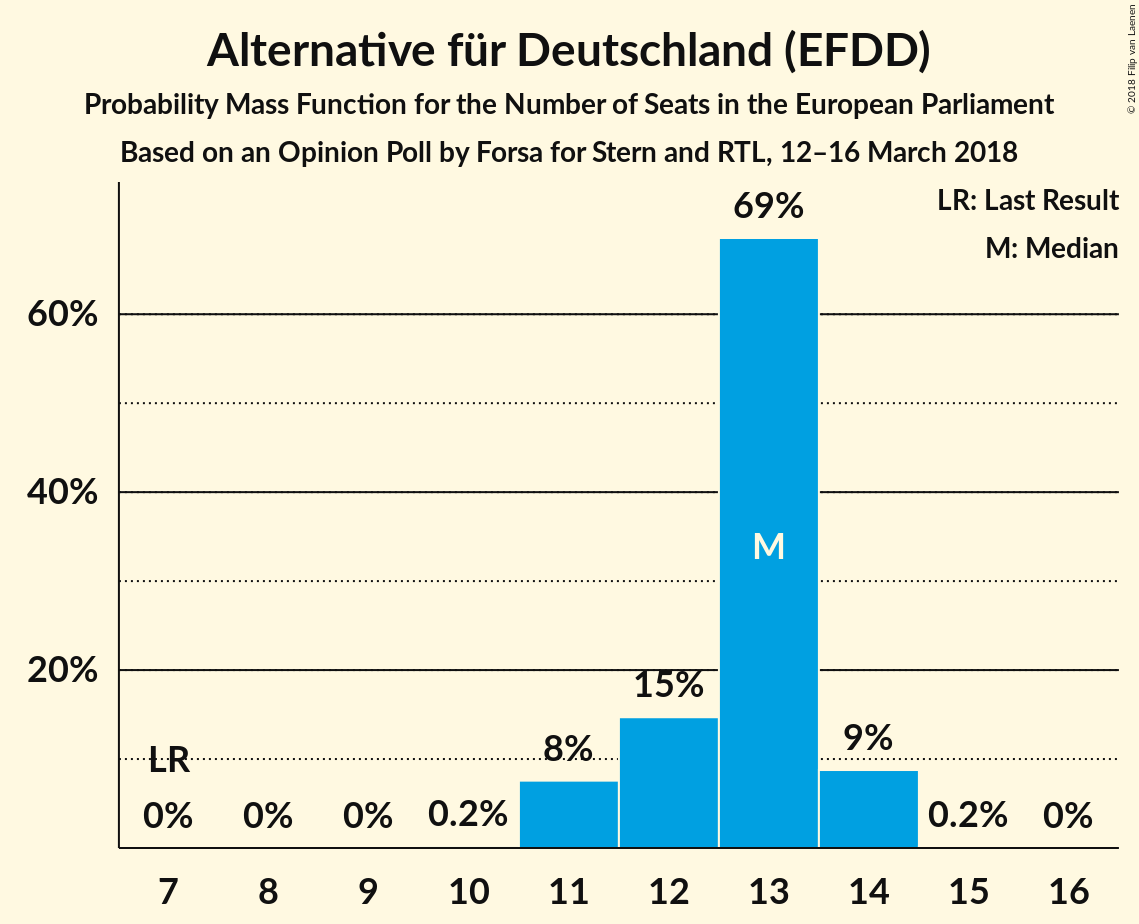 Alternative für Deutschland (EFDD)
Probability Mass Function for the Number of Seats in the European Parliament
Based on an Opinion Poll by Forsa for Stern and RTL, 12–16 March 2018
© 2018 Filip van Laenen
LR: Last Result
M: Median
69%
60%
40%
M
20%
15%
8%
9%
LR
0%
0%
0%
0.2%
0.2%
0%
7
8
9
10
11
12
13
14
15
16